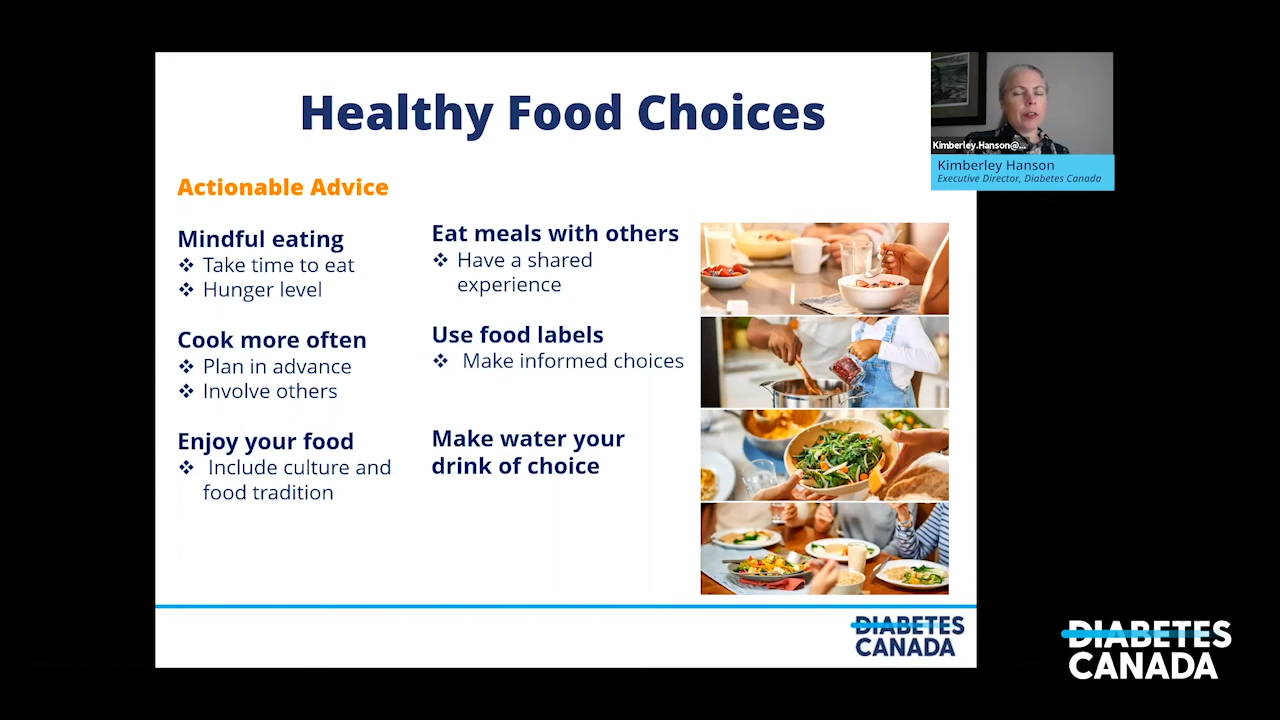 Healthy Food Choices
Actionable Advice
Mindful eating
❖ Take time to eat
❖ Hunger level
Cook more often
❖ Plan in advance
❖ Involve others
Enjoy your food
❖ Include culture and
food tradition
Eat meals with others
❖ Have a shared
experience
Use food labels
❖ Make informed choices
Make water your
drink of choice
DIABETES
CANADA
Kimberley.Hanson@...
Kimberley Hanson
Executive Director, Diabetes Canada
DIABETES
CANADA